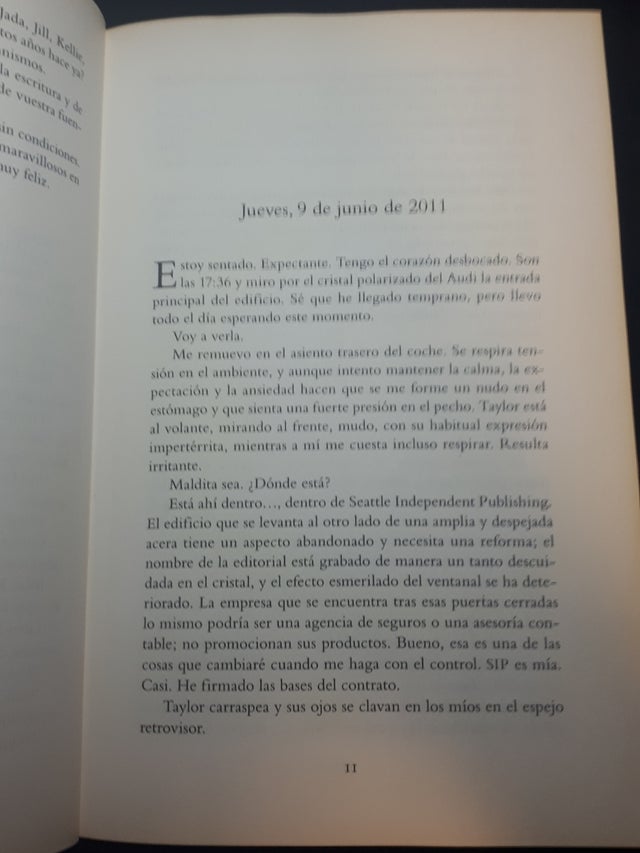 Jada, Jill, Kellie,
tos años hace ya?
nismos.
la escritura y de
de vuestra fuen-
sin condiciones.
maravillosos en
muy feliz.
Jueves, 9 de junio de 2011
Estoy sentado. Expectante. Tengo el corazón desbocado. Son
las 17:36 y miro por el cristal polarizado del Audi la entrada
principal del edificio. Sé que he llegado temprano, pero llevo
todo el día esperando este momento.
Voy a verla.
Me remuevo en el asiento trasero del coche. Se respira ten-
sión en el ambiente, y aunque intento mantener la calma, la ex-
pectación y la ansiedad hacen que se me forme un nudo en el
estómago y que sienta una fuerte presión en el pecho. Taylor está
al volante, mirando al frente, mudo, con su habitual expresión
impertérrita, mientras a mí me cuesta incluso respirar. Resulta
irritante.
Maldita sea. ¿Dónde está?
Está ahí dentro…, dentro de Seattle Independent Publishing.
El edificio que se levanta al otro lado de una amplia y despejada
acera tiene un aspecto abandonado y necesita una reforma; el
nombre de la editorial está grabado de manera un tanto descui-
dada en el cristal, y el efecto esmerilado del ventanal se ha dete-
riorado. La empresa que se encuentra tras esas puertas cerradas
lo mismo podría ser una agencia de seguros o una asesoría con-
table; no promocionan sus productos. Bueno, esa es una de las
cosas que cambiaré cuando me haga con el control. SIP es mía.
Casi. He firmado las bases del contrato.
Taylor carraspea y sus ojos se clavan en los míos en el espejo
retrovisor.
11